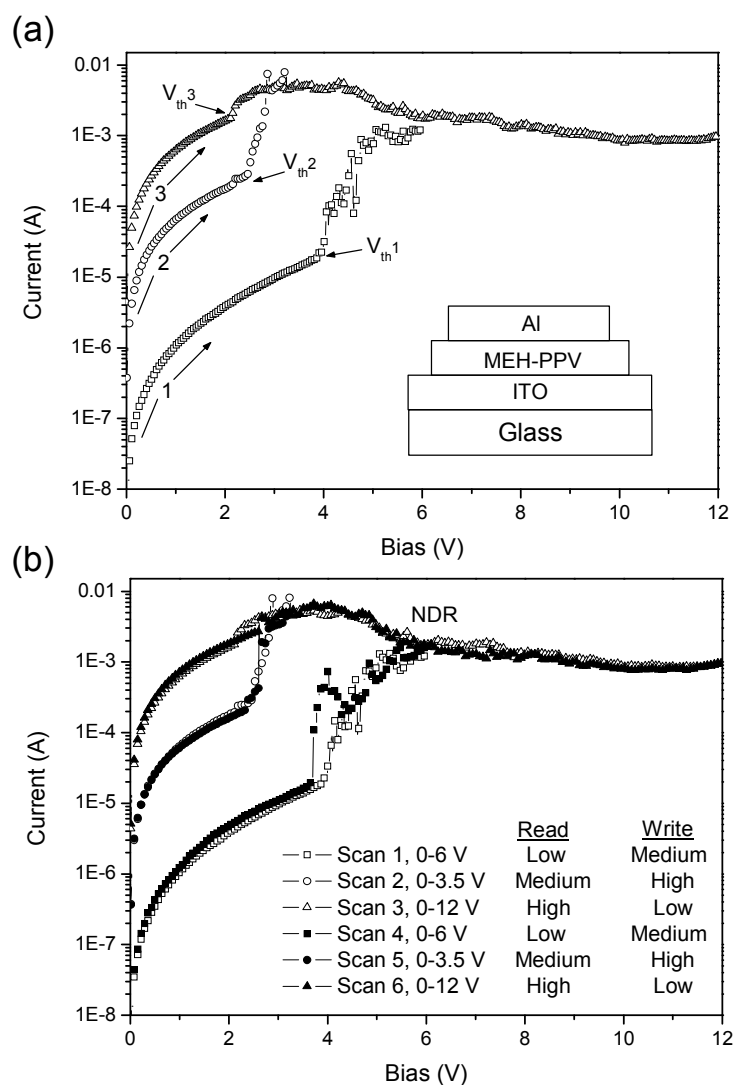 (a)
0.01
1E-3
1E-4
1E-5
1E-6
1E-7
1E-8
Current (A)
Vth3
Vth2
Vth1
3
2
1
Al
MEH-PPV
ITO
Glass
0 2 4 6 8 10 12
Bias (V)
(b)
0.01
1E-3
1E-4
1E-5
1E-6
1E-7
1E-8
Current (A)
NDR
Read Write
Scan 1, 0-6 V Low Medium
Scan 2, 0-3.5 V Medium High
Scan 3, 0-12 V High Low
Scan 4, 0-6 V Low Medium
Scan 5, 0-3.5 V Medium High
Scan 6, 0-12 V High Low
0 2 4 6 8 10 12
Bias (V)